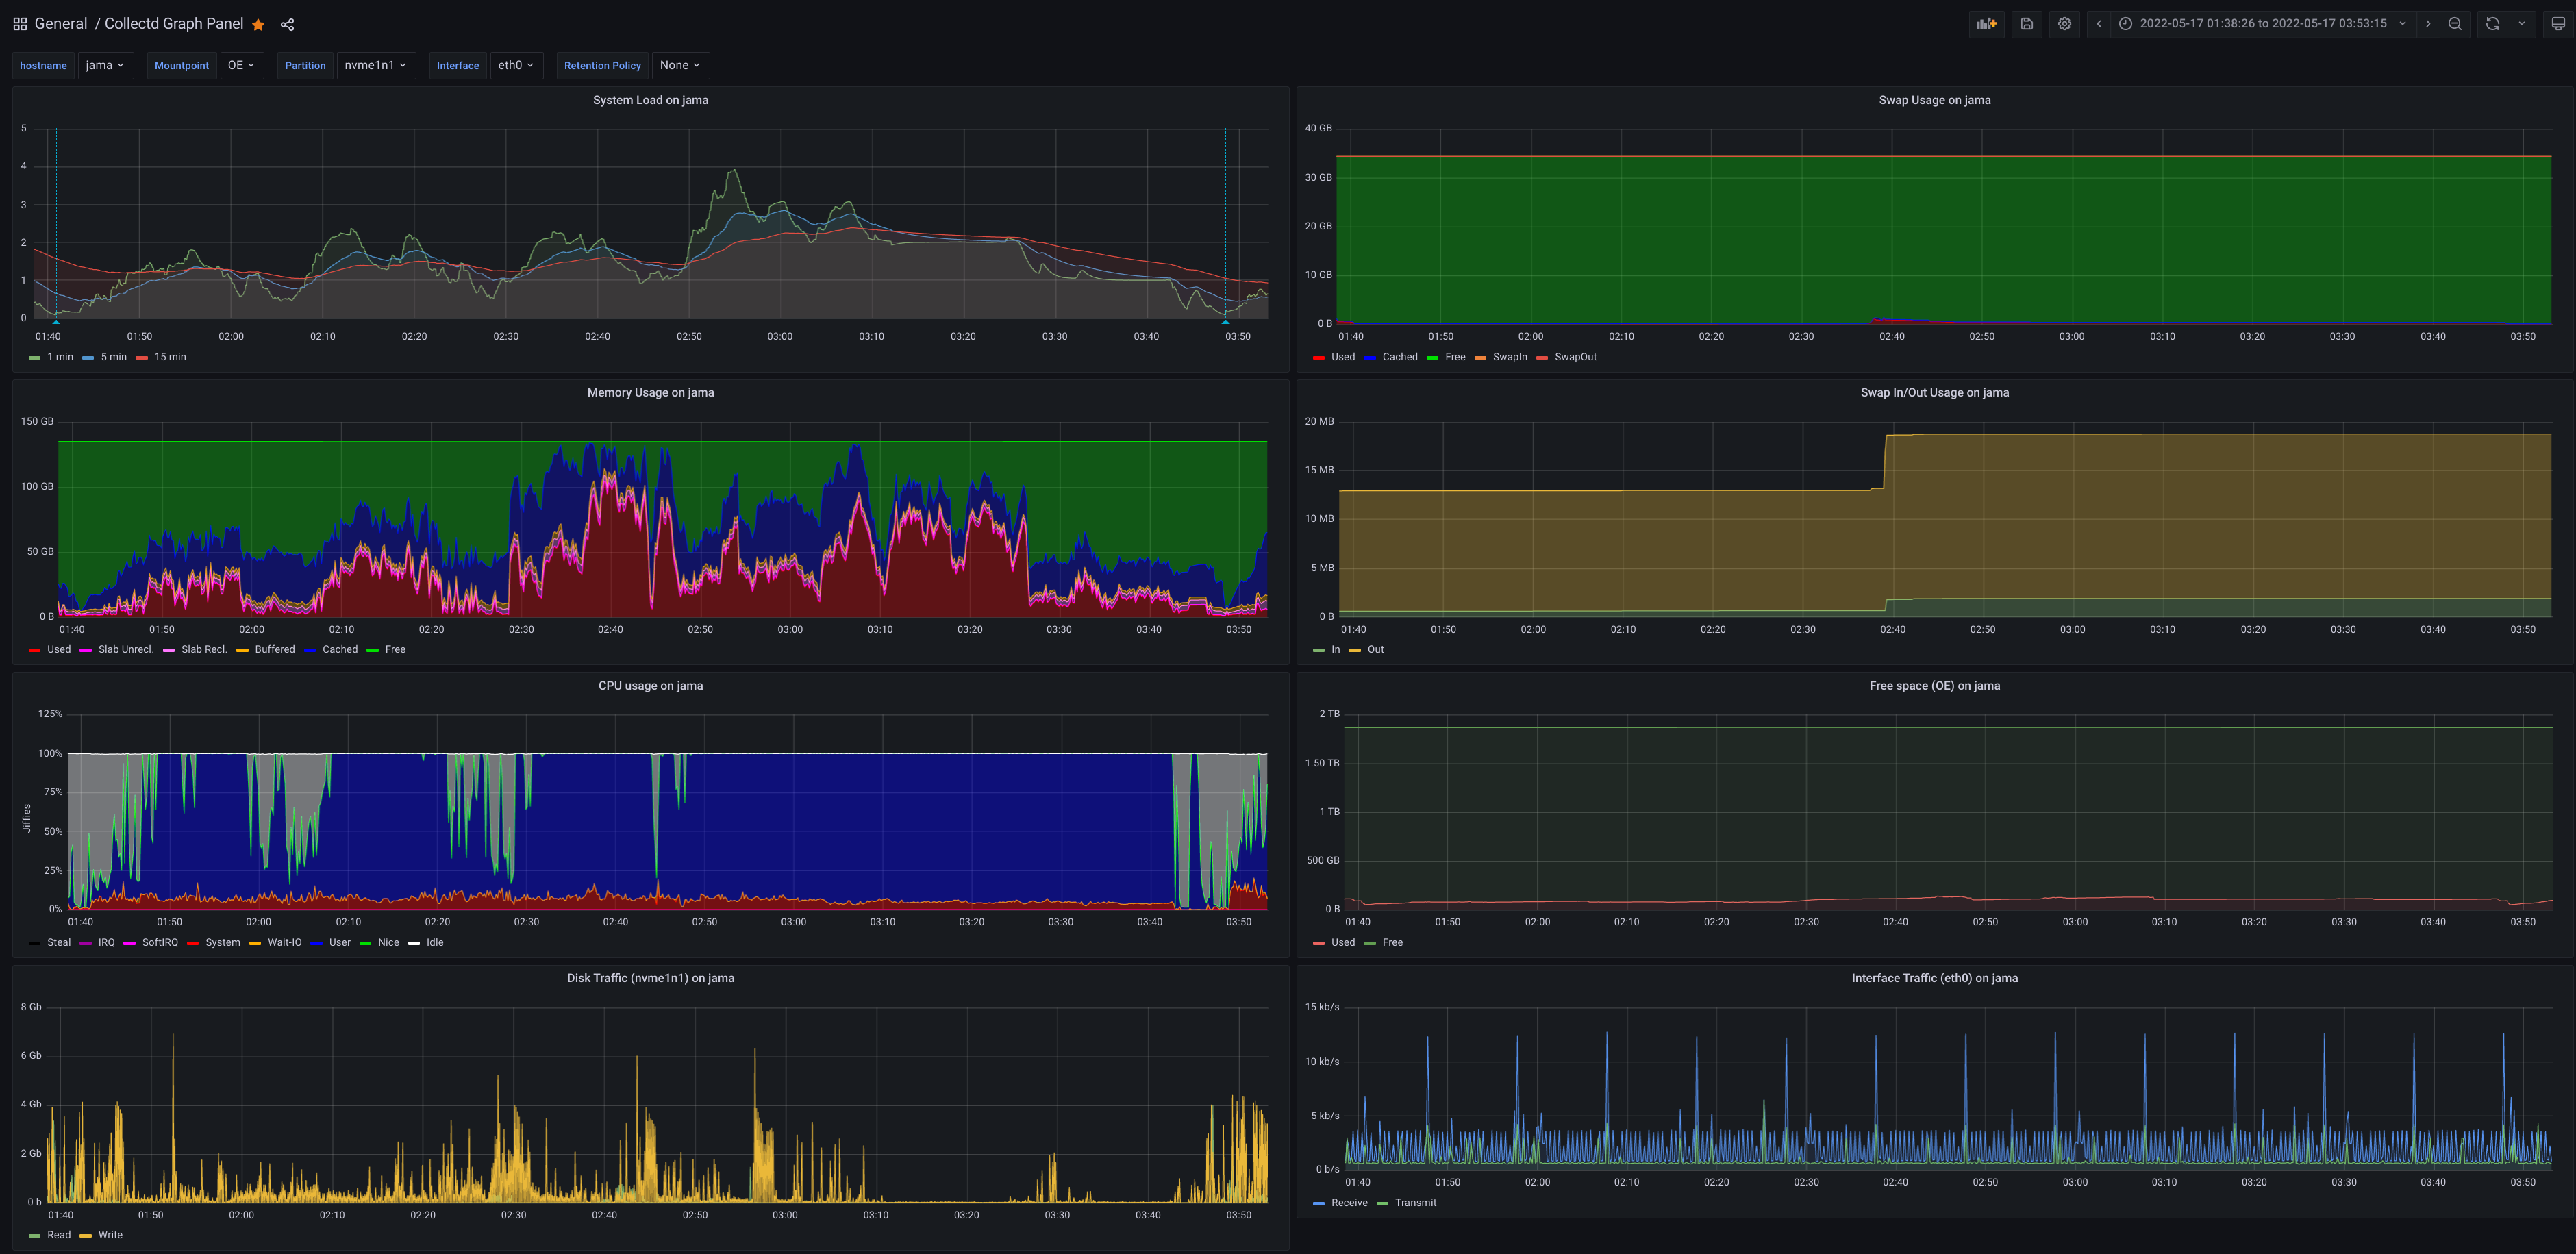 General / Collectd Graph Panel
2022-05-17 01:38:26 to 2022-05-17 03:53:15
hostname jama Mountpoint OE Partition nvme1n1 Interface eth0 Retention Policy None
System Load on jama
5
4
3
2
1
0
01:40 01:50 02:00 02:10 02:20 02:30 02:40 02:50 03:00 03:10 03:20 03:30 03:40 03:50
1 min 5 min 15 min
Swap Usage on jama
40 GB
30 GB
20 GB
10 GB
0 B
01:40 01:50 02:00 02:10 02:20 02:30 02:40 02:50 03:00 03:10 03:20 03:30 03:40 03:50
Used Cached Free SwapIn SwapOut
Memory Usage on jama
150 GB
100 GB
50 GB
0 B
01:40 01:50 02:00 02:10 02:20 02:30 02:40 02:50 03:00 03:10 03:20 03:30 03:40 03:50
Used Slab Unrecl. Slab Recl. Buffered Cached Free
Swap In/Out Usage on jama
20 MB
15 MB
10 MB
5 MB
0 B
01:40 01:50 02:00 02:10 02:20 02:30 02:40 02:50 03:00 03:10 03:20 03:30 03:40 03:50
In Out
CPU usage on jama
Jiffies
125%
100%
75%
50%
25%
0%
01:40 01:50 02:00 02:10 02:20 02:30 02:40 02:50 03:00 03:10 03:20 03:30 03:40 03:50
Steal IRQ SoftIRQ System Wait-IO User Nice Idle
Free space (OE) on jama
2 TB
1.50 TB
1 TB
500 GB
0 B
01:40 01:50 02:00 02:10 02:20 02:30 02:40 02:50 03:00 03:10 03:20 03:30 03:40 03:50
Used Free
Disk Traffic (nvme1n1) on jama
8 Gb
6 Gb
4 Gb
2 Gb
0 b
01:40 01:50 02:00 02:10 02:20 02:30 02:40 02:50 03:00 03:10 03:20 03:30 03:40 03:50
Read Write
Interface Traffic (eth0) on jama
15 kb/s
10 kb/s
5 kb/s
0 b/s
01:40 01:50 02:00 02:10 02:20 02:30 02:40 02:50 03:00 03:10 03:20 03:30 03:40 03:50
Receive Transmit